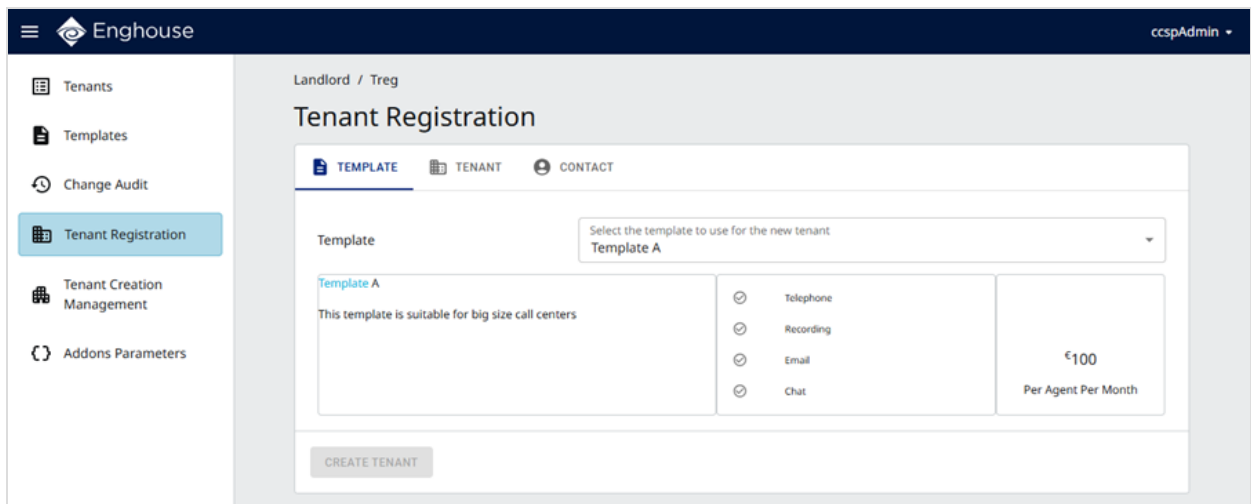 Enghouse
ccspAdmin
Tenants
Templates
Change Audit
Tenant Registration
Tenant Creation
Management
Addons Parameters
Landlord / Treg
Tenant Registration
TEMPLATE TENANT CONTACT
Template
Select the template to use for the new tenant
Template A
Template A
This template is suitable for big size call centers
Telephone
Recording
Email
Chat
€100
Per Agent Per Month
CREATE TENANT